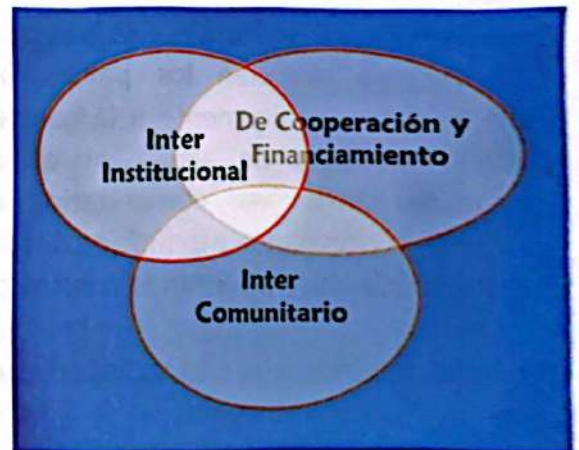 Inter
Institucional
De Cooperación y
Financiamiento
Inter
Comunitario